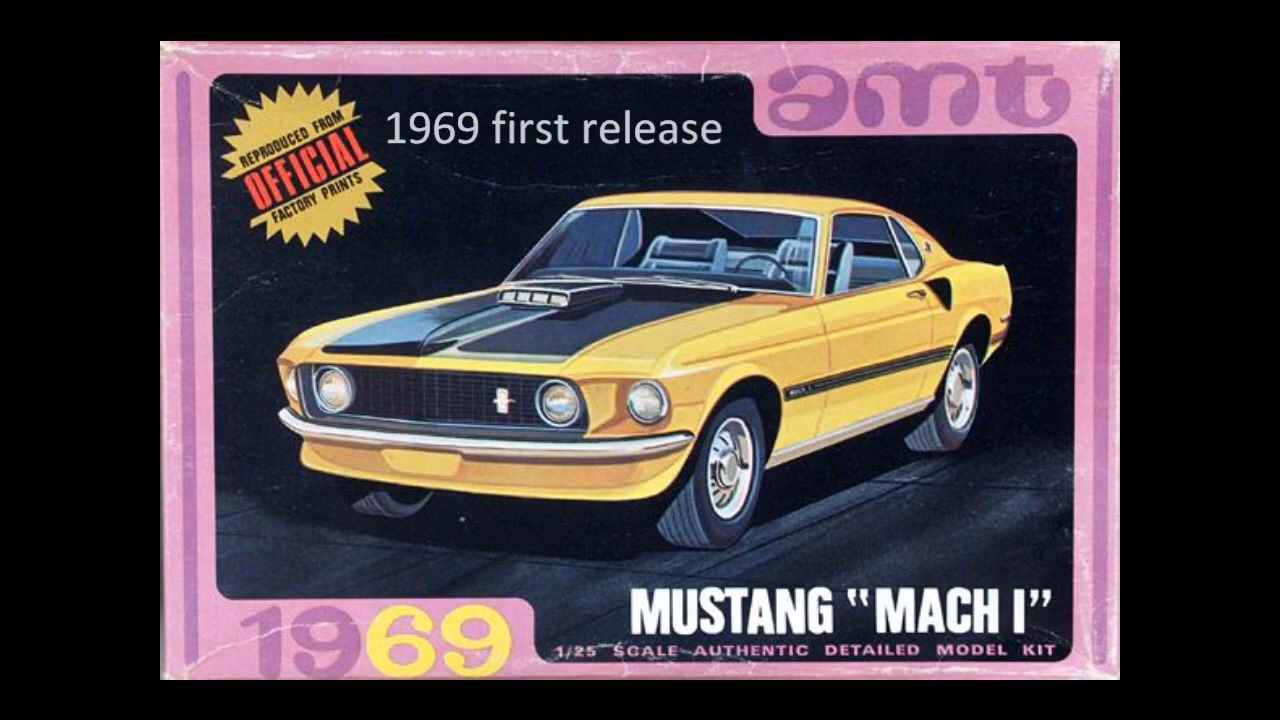 amt
REPRODUCED FROM
OFFICIAL
FACTORY PRINTS
1969 first release
MUSTANG "MACH I"
1/25 SCALE AUTHENTIC DETAILED MODEL KIT
1969